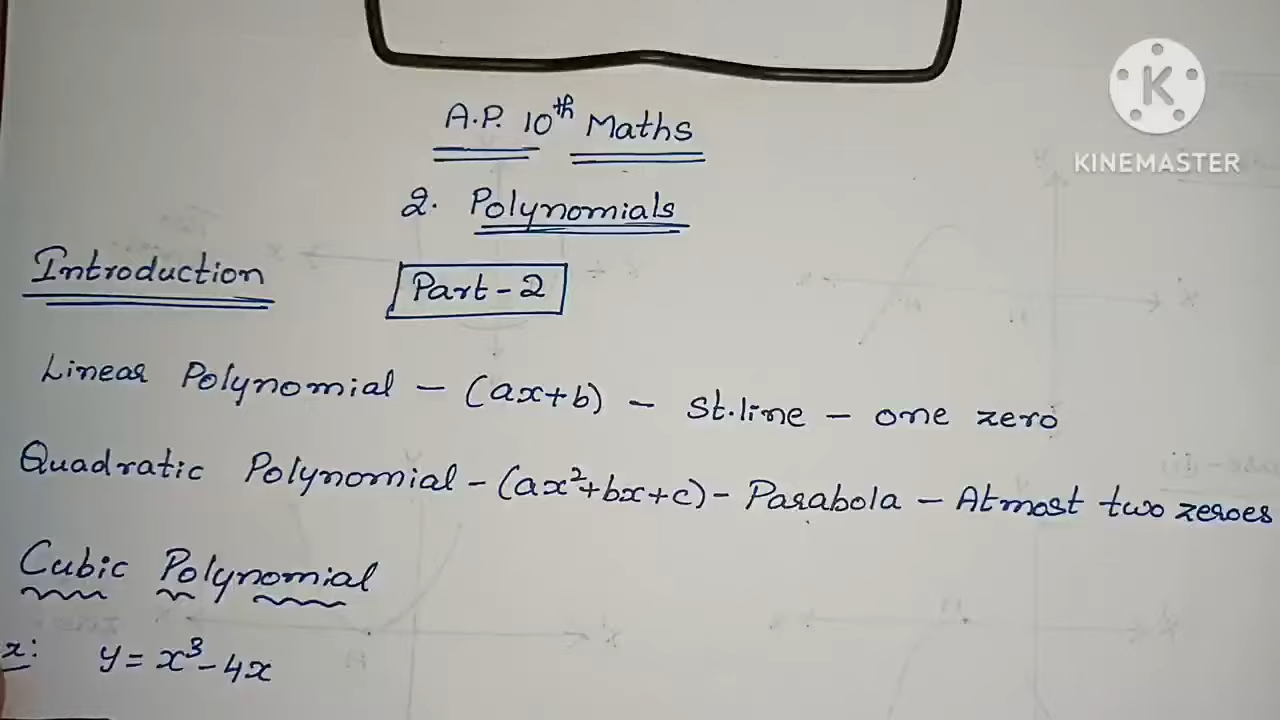 A.P. 10th Maths
KINEMASTER
2. Polynomials
Introduction
Part-2
Linear Polynomial - (ax+b) - St.line - one zero
Quadratic Polynomial - (ax²+bx+c) - Parabola - Atmost two zeroes
Cubic Polynomial
x: y = x³-4x